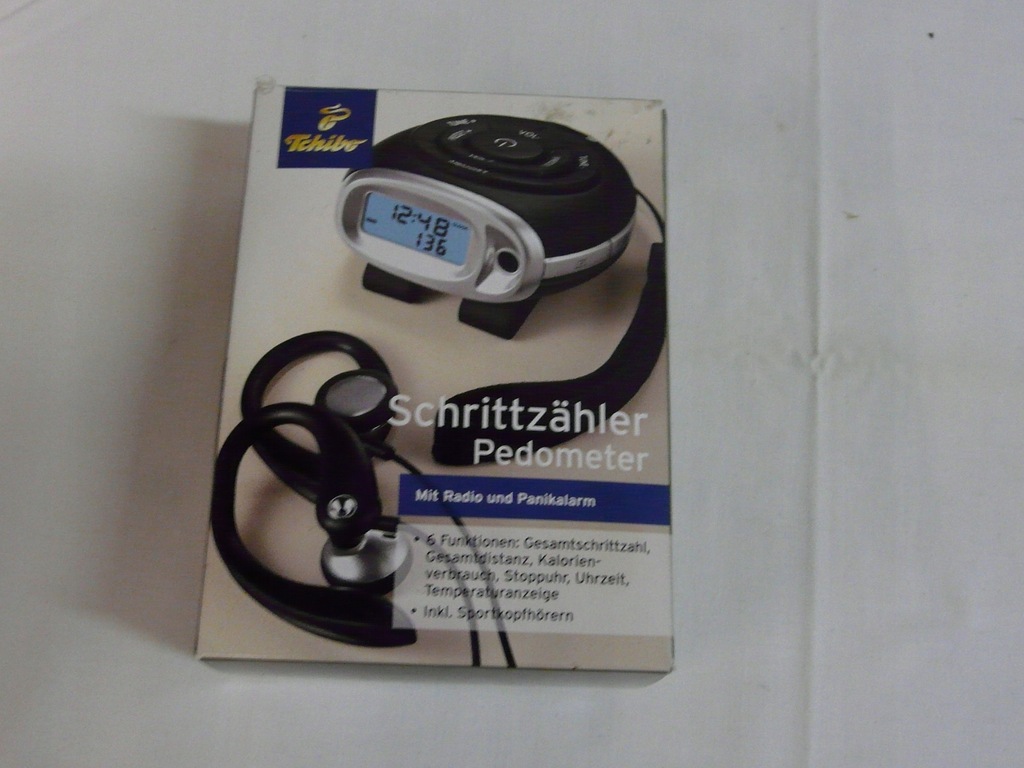 Tchibo
12:48
136
Schrittzähler
Pedometer
Mit Radio und Panikalarm
• 6 Funktionen: Gesamtschrittzahl,
Gesamtdistanz, Kalorien-
verbrauch, Stoppuhr, Uhrzeit,
Temperaturanzeige
• Inkl. Sportkopfhörern